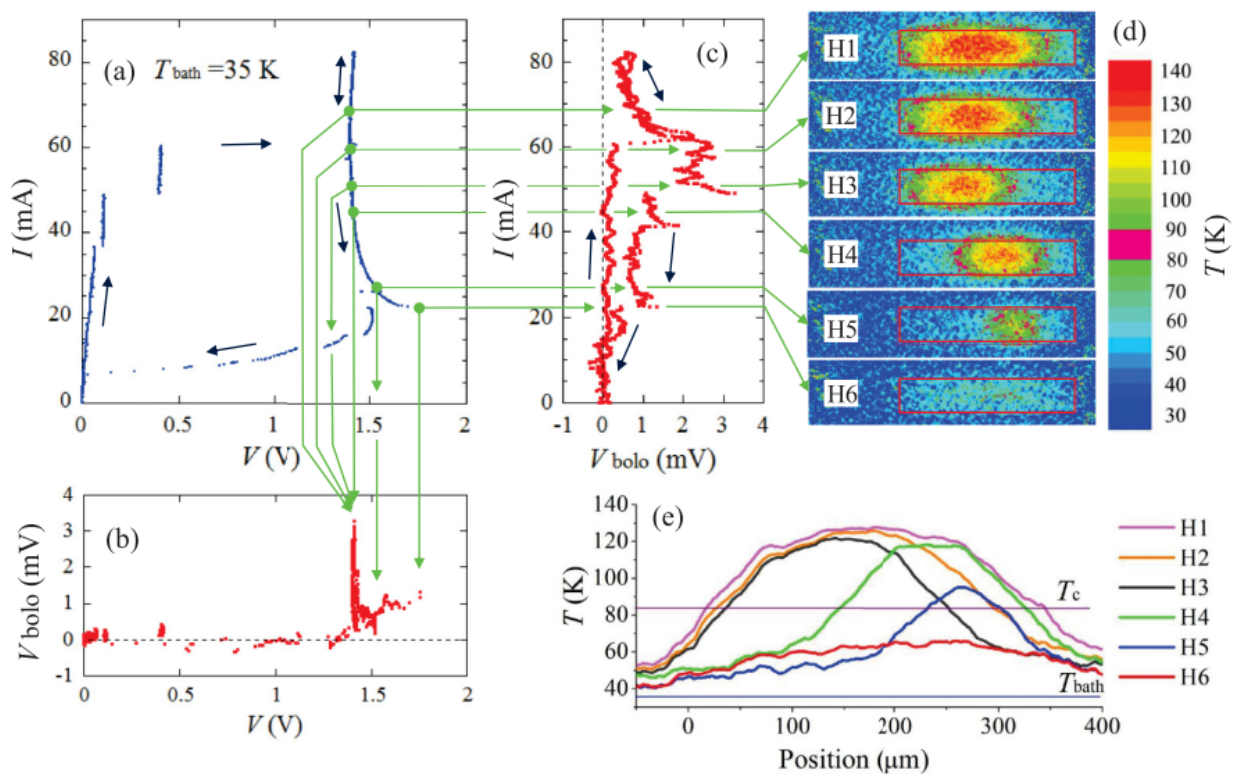 (a)
T bath =35 K
I (mA)
80
60
40
20
0
0 0.5 1 1.5 2
V (V)
(c)
I (mA)
80
60
40
20
0
-1 0 1 2 3 4
V bolo (mV)
(d)
H1
H2
H3
H4
H5
H6
140
130
120
110
100
90
80
70
60
50
40
30
T (K)
(b)
V bolo (mV)
4
3
2
1
0
-1
0 0.5 1 1.5 2
V (V)
(e)
T (K)
140
120
100
80
60
40
0 100 200 300 400
Position (μm)
Tc
Tbath
H1
H2
H3
H4
H5
H6